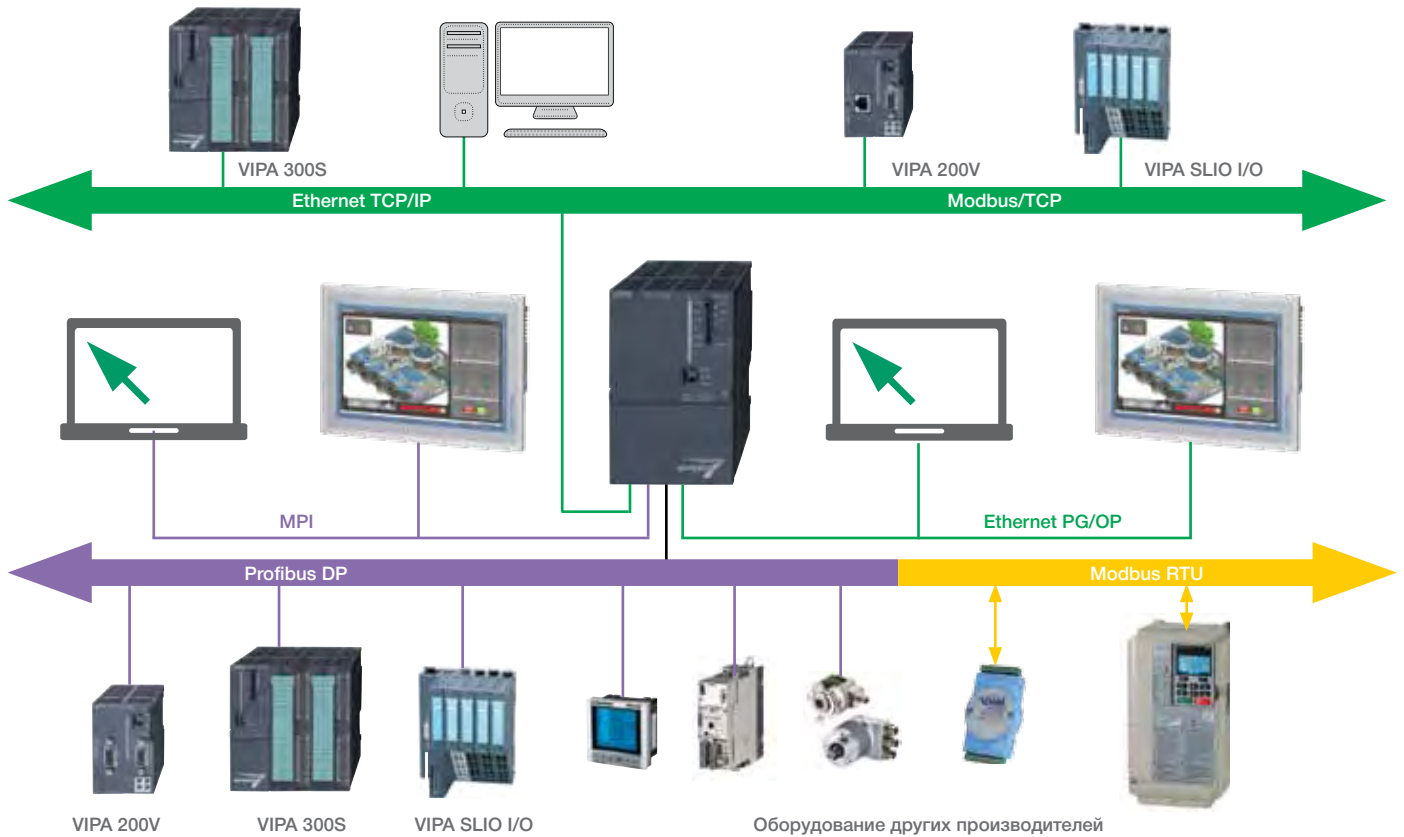 VIPA 300S
VIPA 200V
VIPA SLIO I/O
Ethernet TCP/IP
Modbus/TCP
MPI
Ethernet PG/OP
Profibus DP
Modbus RTU
VIPA 200V
VIPA 300S
VIPA SLIO I/O
Оборудование других производителей